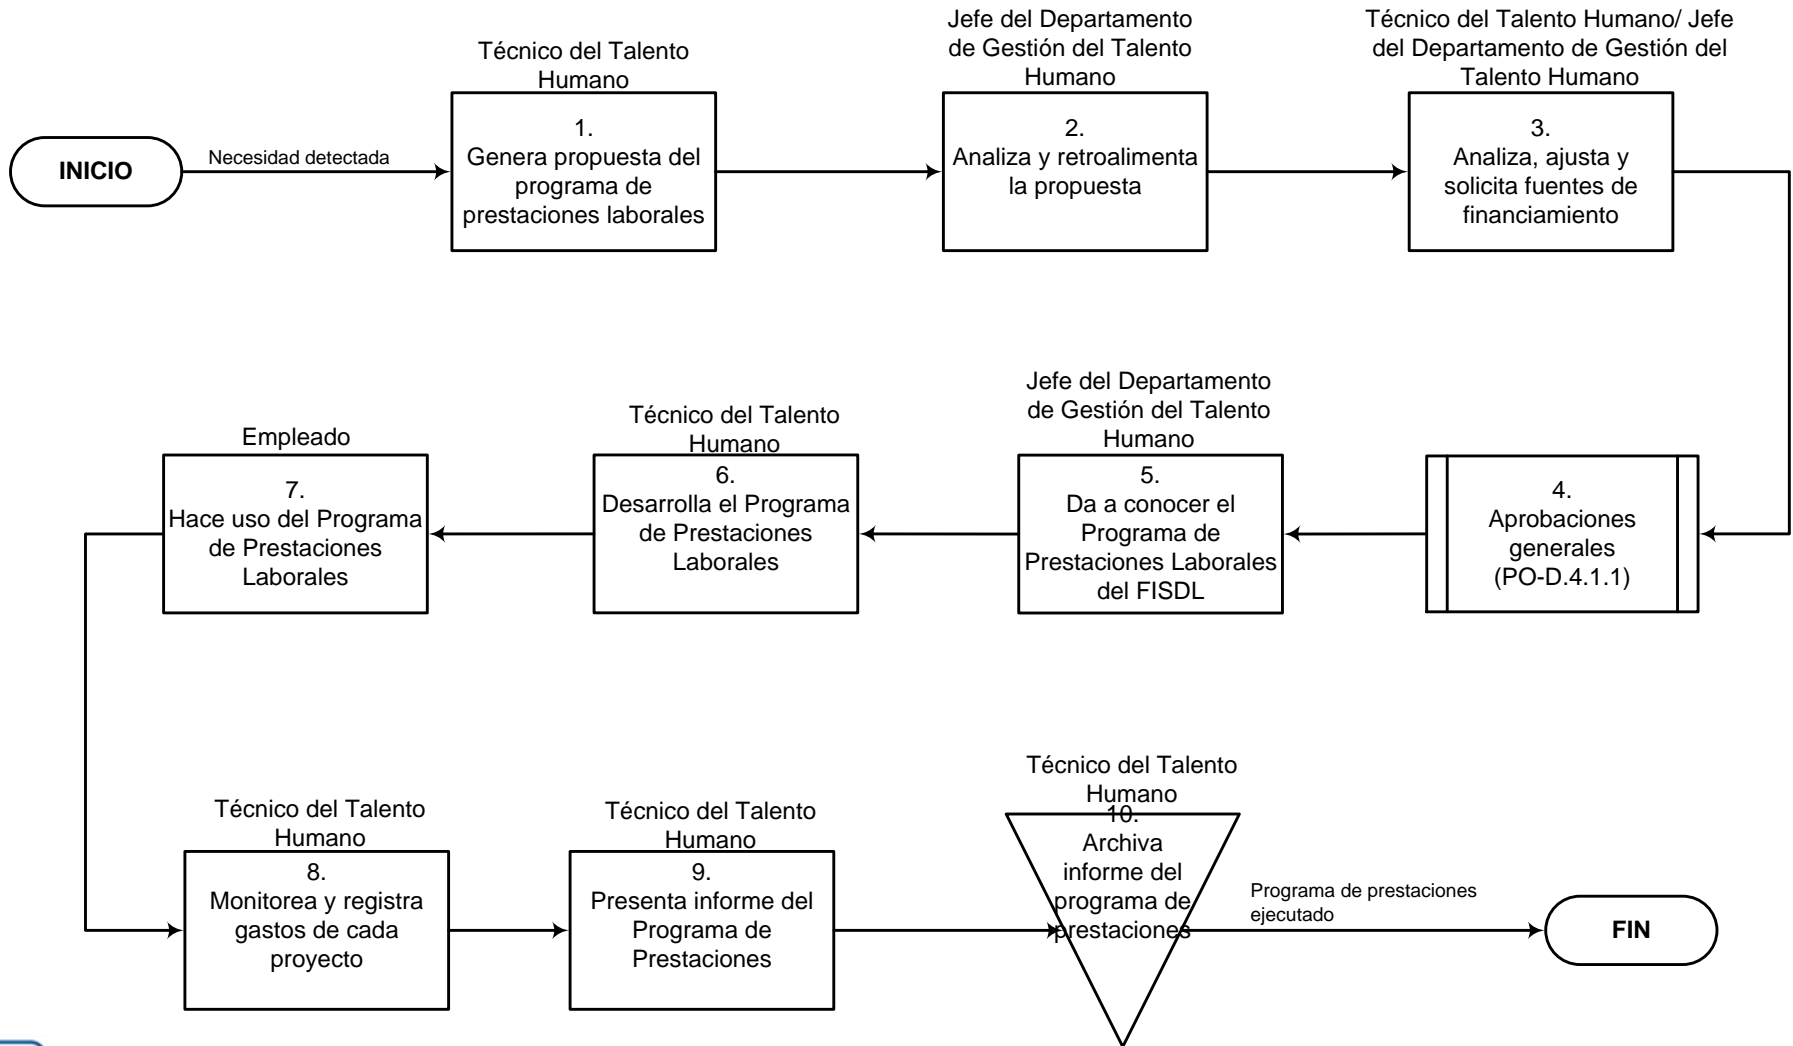 Técnico del Talento
Humano
Jefe del Departamento
de Gestión del Talento
Humano
Técnico del Talento Humano/ Jefe
del Departamento de Gestión del
Talento Humano
INICIO
Necesidad detectada
1.
Genera propuesta del
programa de
prestaciones laborales
2.
Analiza y retroalimenta
la propuesta
3.
Analiza, ajusta y
solicita fuentes de
financiamiento
4.
Aprobaciones
generales
(PO-D.4.1.1)
Jefe del Departamento
de Gestión del Talento
Humano
5.
Da a conocer el
Programa de
Prestaciones Laborales
del FISDL
Técnico del Talento
Humano
6.
Desarrolla el Programa
de Prestaciones
Laborales
Empleado
7.
Hace uso del Programa
de Prestaciones
Laborales
Técnico del Talento
Humano
8.
Monitorea y registra
gastos de cada
proyecto
Técnico del Talento
Humano
9.
Presenta informe del
Programa de
Prestaciones
Técnico del Talento
Humano
10.
Archiva
informe del
programa de
prestaciones
Programa de prestaciones
ejecutado
FIN